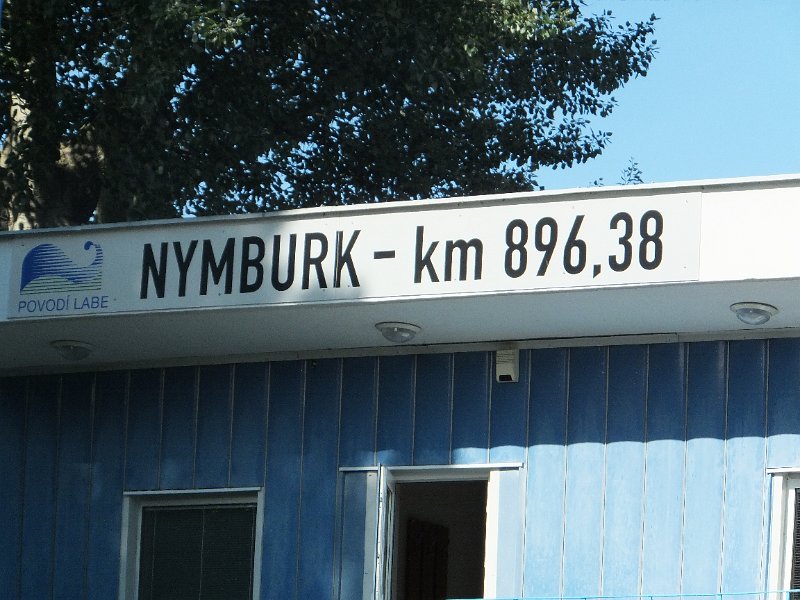 NYMBURK - km 896,38
POVODÍ LABE